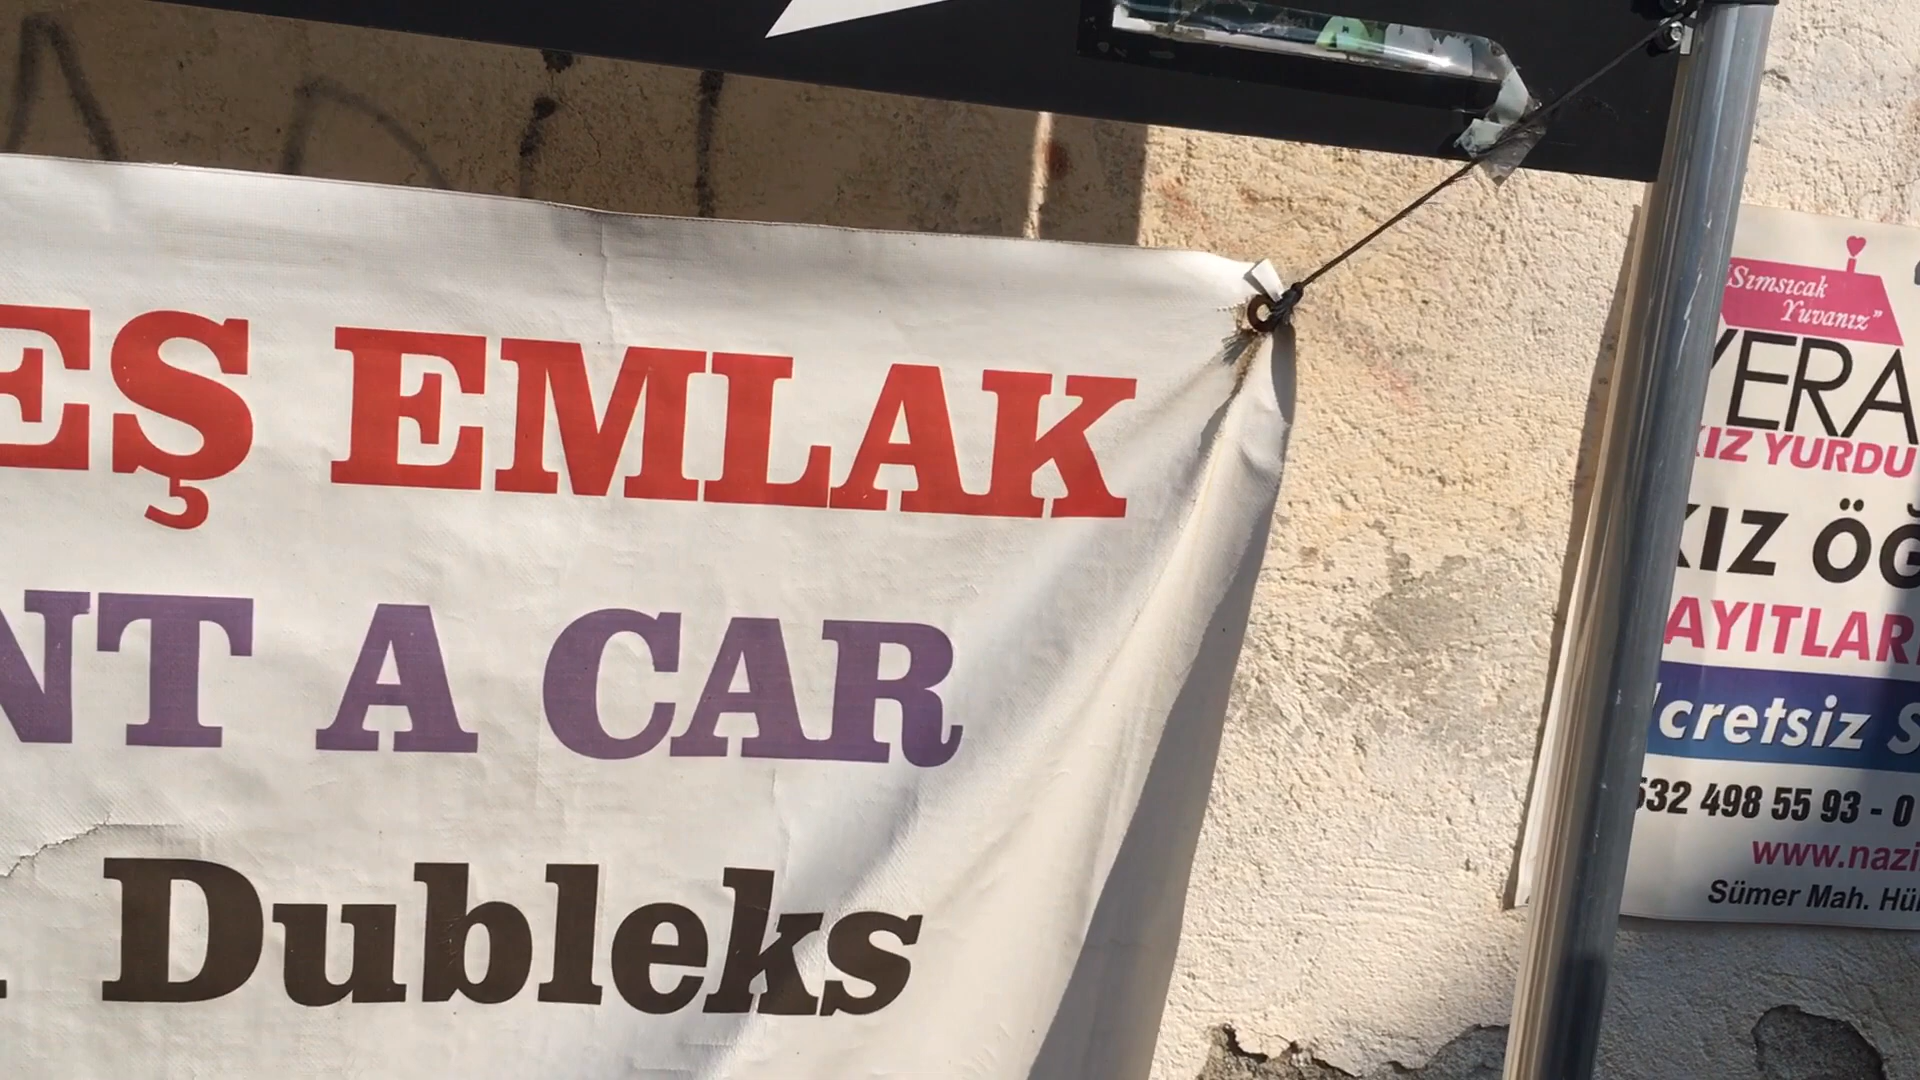 EŞ EMLAK
NT A CAR
Dubleks
"Sımsıcak
Yuvanız"
VERA
KIZ YURDU
KIZ ÖĞ
AYITLAR
cretsiz S
532 498 55 93 - 0
www.nazi
Sümer Mah. Hü